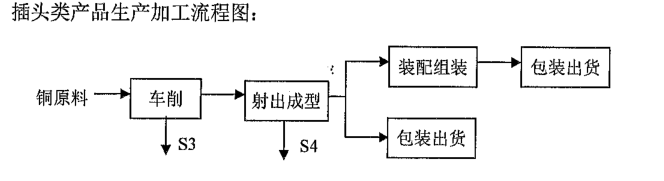 插头类产品生产加工流程图：
装配组装
包装出货
铜原料
车削
射出成型
S3
S4
包装出货